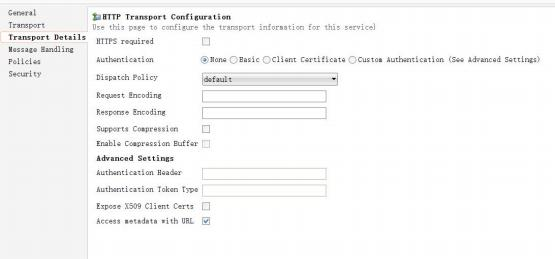 General
Transport
Transport Details
Message Handling
Policies
Security
HTTP Transport Configuration
Use this page to configure the transport information for this service)
HTTPS required
Authentication None Basic Client Certificate Custom Authentication (See Advanced Settings)
Dispatch Policy default
Request Encoding
Response Encoding
Supports Compression
Enable Compression Buffer
Advanced Settings
Authentication Header
Authentication Token Type
Expose X509 Client Certs
Access metadata with URL